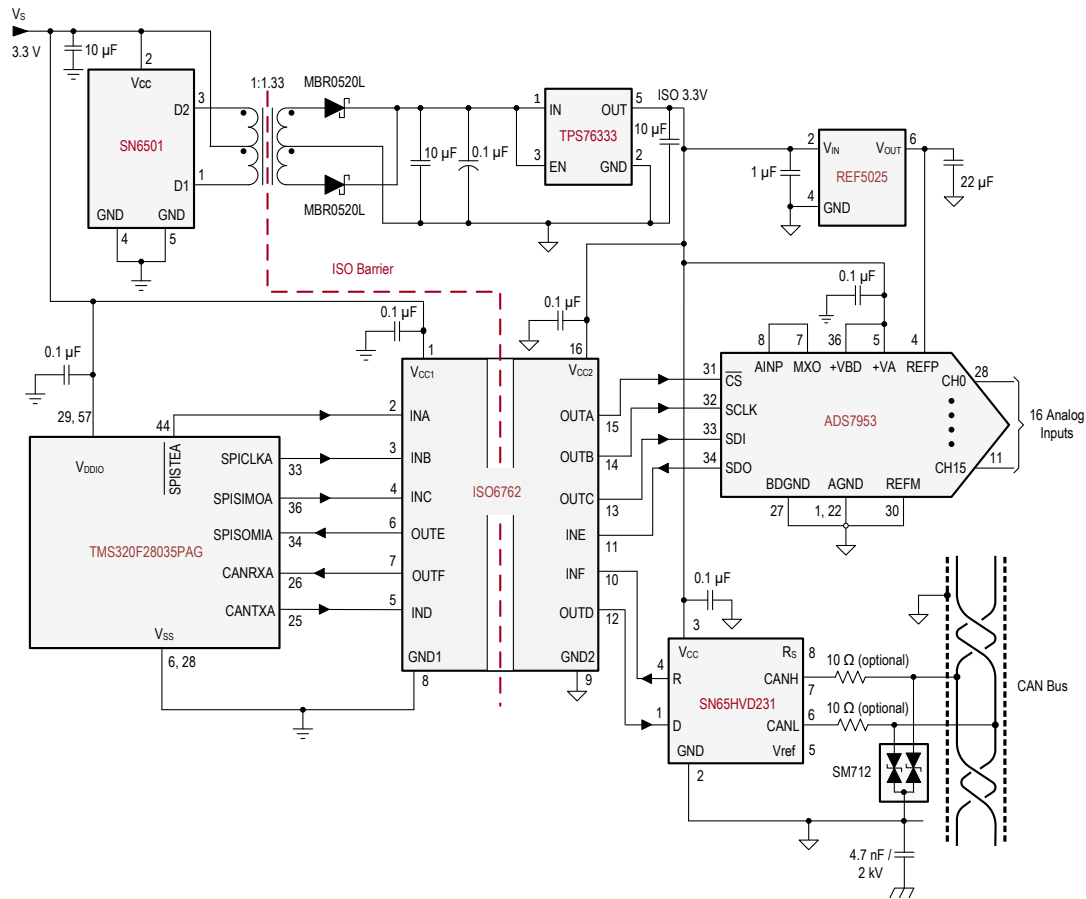 VS
3.3 V
10 µF
2
Vcc
SN6501
D2
3
D1
1
GND
GND
4
5
1:1.33
MBR0520L
MBR0520L
10 µF
0.1 µF
1
IN
OUT
5
TPS76333
3
EN
GND
2
ISO 3.3V
10 µF
1 µF
2
VIN
VOUT
6
REF5025
4
GND
22 µF
ISO Barrier
0.1 µF
0.1 µF
0.1 µF
0.1 µF
29, 57
44
VDDIO
SPISTEA
SPICLKA
33
SPISIMOA
36
SPISOMIA
34
TMS320F28035PAG
CANRXA
26
CANTXA
25
VSS
6, 28
1
VCC1
2
INA
3
INB
4
INC
6
OUTE
7
OUTF
5
IND
GND1
8
ISO6762
16
VCC2
OUTA
15
OUTB
14
OUTC
13
INE
11
INF
10
OUTD
12
GND2
9
8
7
36
5
4
AINP
MXO
+VBD
+VA
REFP
31
CS
32
SCLK
33
SDI
34
SDO
ADS7953
CH0
28
CH15
11
16 Analog
Inputs
BDGND
AGND
REFM
27
1, 22
30
0.1 µF
3
VCC
RS
8
4
R
CANH
7
SN65HVD231
1
D
CANL
6
GND
Vref
5
2
10 Ω (optional)
10 Ω (optional)
SM712
CAN Bus
4.7 nF /
2 kV